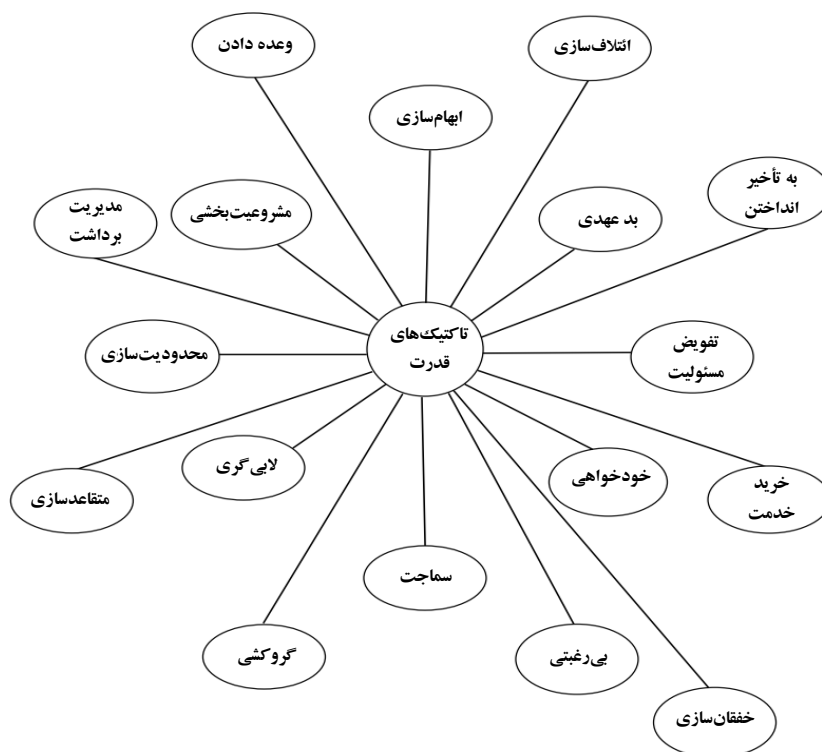 وعده دادن
ائتلاف‌سازی
ابهام‌سازی
به تأخیر
انداختن
بد عهدی
مشروعیت‌بخشی
مدیریت
برداشت
تاکتیک‌های
قدرت
تفویض
مسئولیت
محدودیت‌سازی
خودخواهی
خرید
خدمت
لابی‌گری
متقاعدسازی
سماجت
گروکشی
بی‌رغبتی
خفقان‌سازی